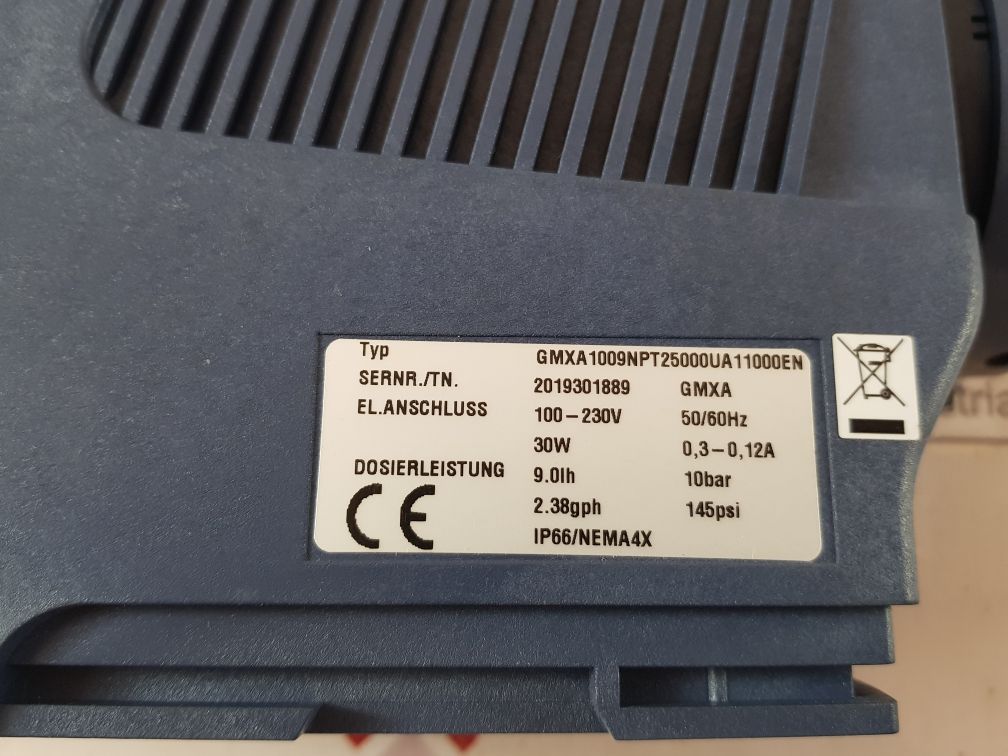 Typ GMXA1009NPT25000UA11000EN
SERNR./TN. 2019301889 GMXA
EL.ANSCHLUSS 100-230V 50/60Hz
30W 0,3-0,12A
DOSIERLEISTUNG 9.0lh 10bar
2.38gph 145psi
CE IP66/NEMA4X